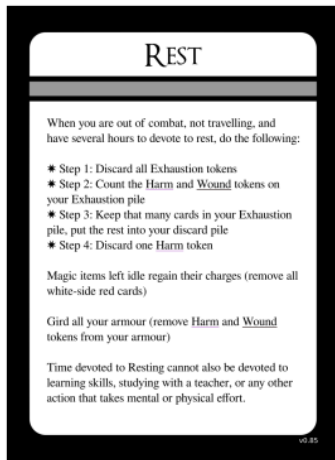 REST
When you are out of combat, not travelling, and
have several hours to devote to rest, do the following:
✷ Step 1: Discard all Exhaustion tokens
✷ Step 2: Count the Harm and Wound tokens on
your Exhaustion pile
✷ Step 3: Keep that many cards in your Exhaustion
pile, put the rest into your discard pile
✷ Step 4: Discard one Harm token
Magic items left idle regain their charges (remove all
white-side red cards)
Gird all your armour (remove Harm and Wound
tokens from your armour)
Time devoted to Resting cannot also be devoted to
learning skills, studying with a teacher, or any other
action that takes mental or physical effort.
v0.85